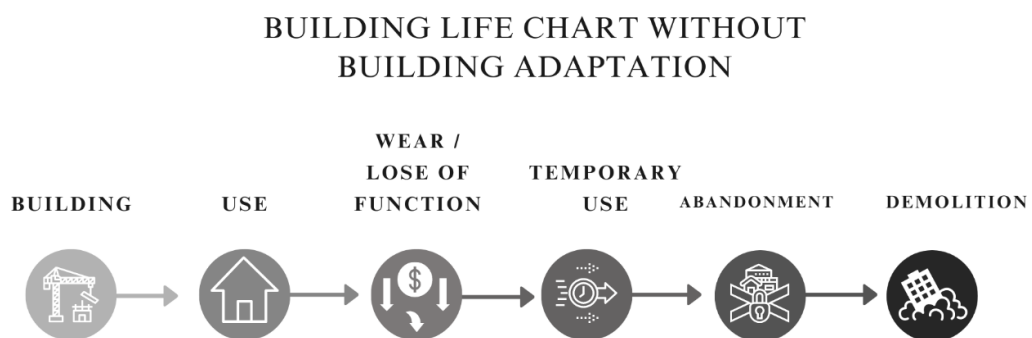 BUILDING LIFE CHART WITHOUT
BUILDING ADAPTATION
BUILDING
USE
WEAR /
LOSE OF
FUNCTION
TEMPORARY
USE
ABANDONMENT
DEMOLITION
$